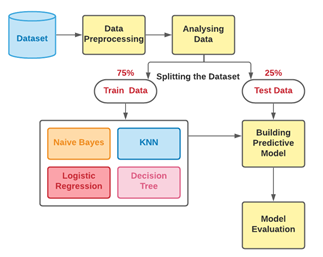 Dataset
Data
Preprocessing
Analysing
Data
75%
Splitting the Dataset
25%
Train Data
Test Data
Naive Bayes
KNN
Logistic
Regression
Decision
Tree
Building
Predictive
Model
Model
Evaluation